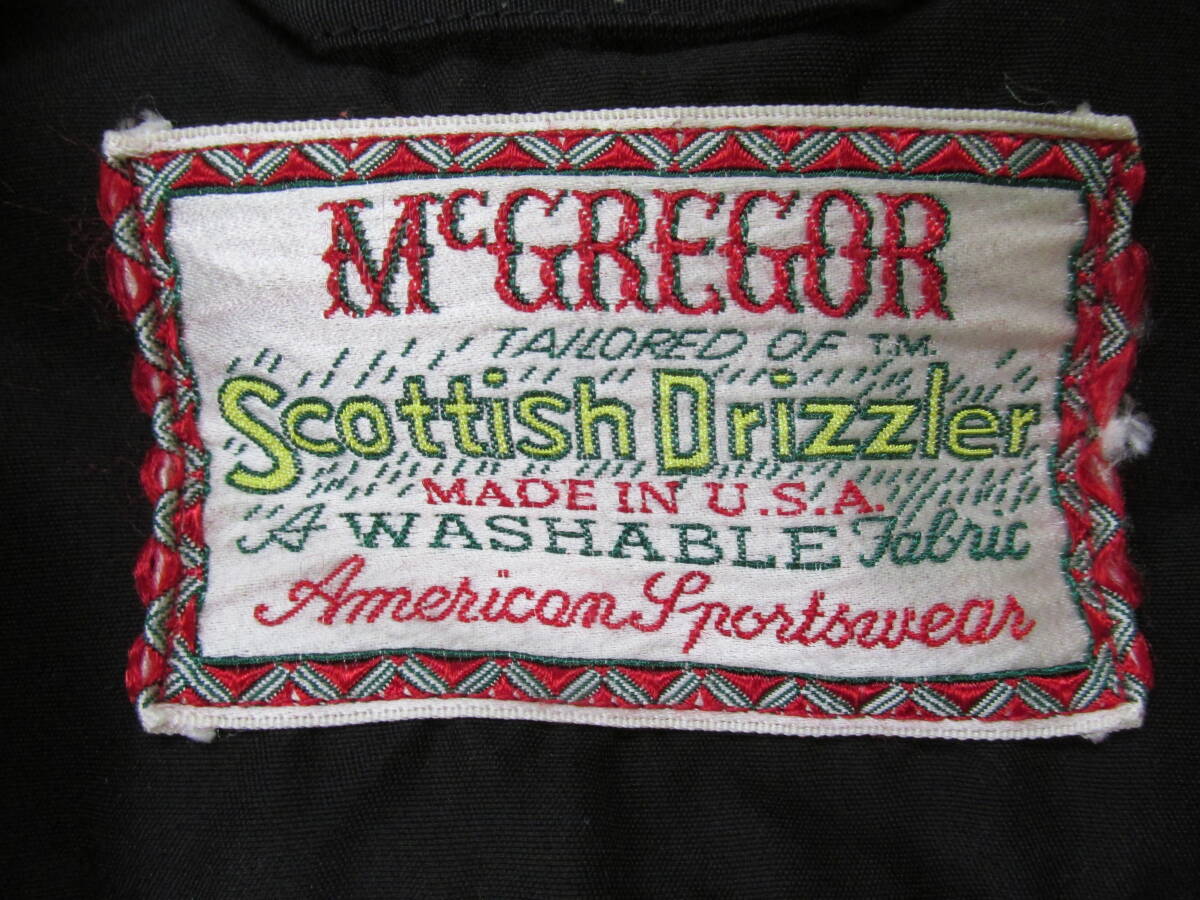 McGREGOR
TAILORED OF T.M.
Scottish Drizzler
MADE IN U.S.A.
A WASHABLE Fabric
American Sportswear